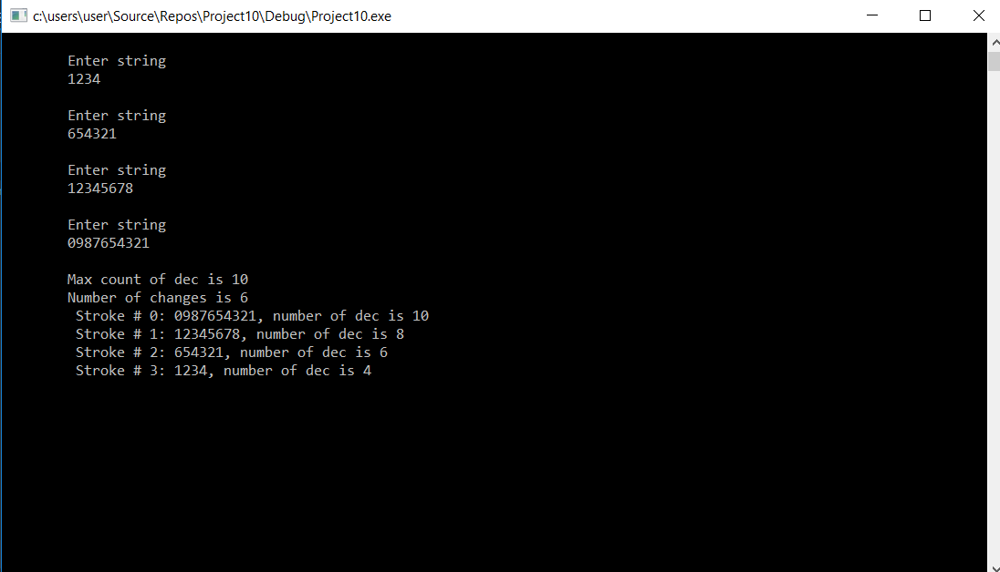 c:\users\user\Source\Repos\Project10\Debug\Project10.exe
Enter string
1234
Enter string
654321
Enter string
12345678
Enter string
0987654321
Max count of dec is 10
Number of changes is 6
Stroke # 0: 0987654321, number of dec is 10
Stroke # 1: 12345678, number of dec is 8
Stroke # 2: 654321, number of dec is 6
Stroke # 3: 1234, number of dec is 4